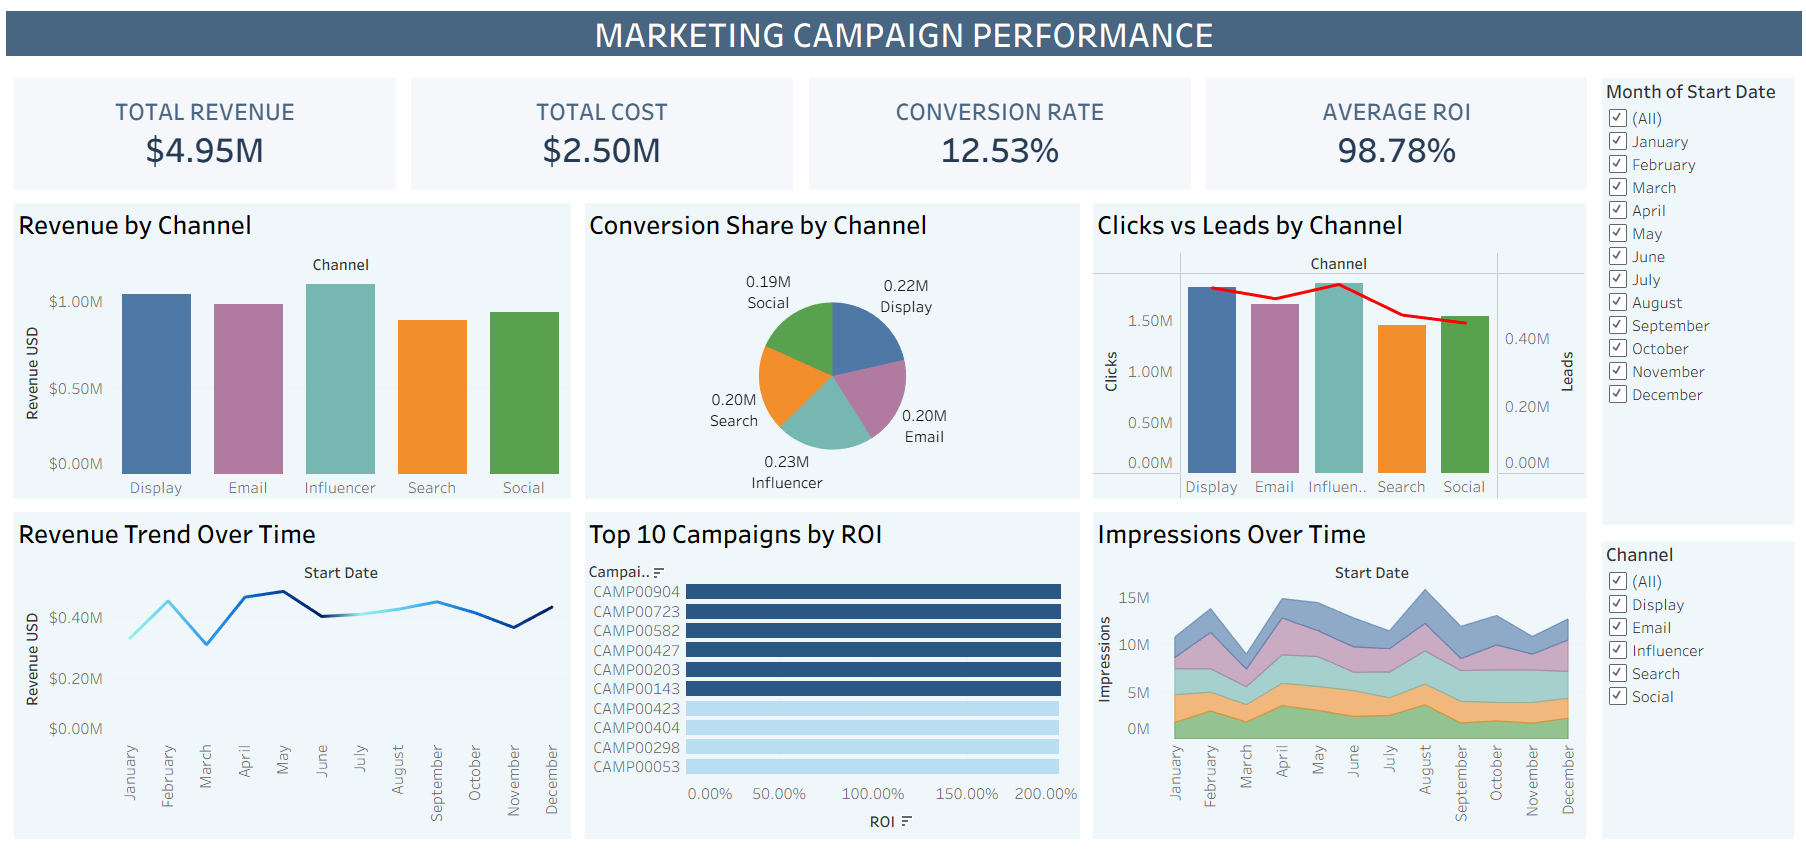 MARKETING CAMPAIGN PERFORMANCE
TOTAL REVENUE
$4.95M
TOTAL COST
$2.50M
CONVERSION RATE
12.53%
AVERAGE ROI
98.78%
Month of Start Date
(All)
January
February
March
April
May
June
July
August
September
October
November
December
Revenue by Channel
Channel
Revenue USD
$1.00M
$0.50M
$0.00M
Display
Email
Influencer
Search
Social
Conversion Share by Channel
0.19M
Social
0.22M
Display
0.20M
Search
0.20M
Email
0.23M
Influencer
Clicks vs Leads by Channel
Channel
Clicks
1.50M
1.00M
0.50M
0.00M
Leads
0.40M
0.20M
0.00M
Display
Email
Influen..
Search
Social
Revenue Trend Over Time
Start Date
Revenue USD
$0.40M
$0.20M
$0.00M
January
February
March
April
May
June
July
August
September
October
November
December
Top 10 Campaigns by ROI
Campai..
CAMP00904
CAMP00723
CAMP00582
CAMP00427
CAMP00203
CAMP00143
CAMP00423
CAMP00404
CAMP00298
CAMP00053
0.00%
50.00%
100.00%
150.00%
200.00%
ROI
Impressions Over Time
Start Date
Impressions
15M
10M
5M
0M
January
February
March
April
May
June
July
August
September
October
November
December
Channel
(All)
Display
Email
Influencer
Search
Social